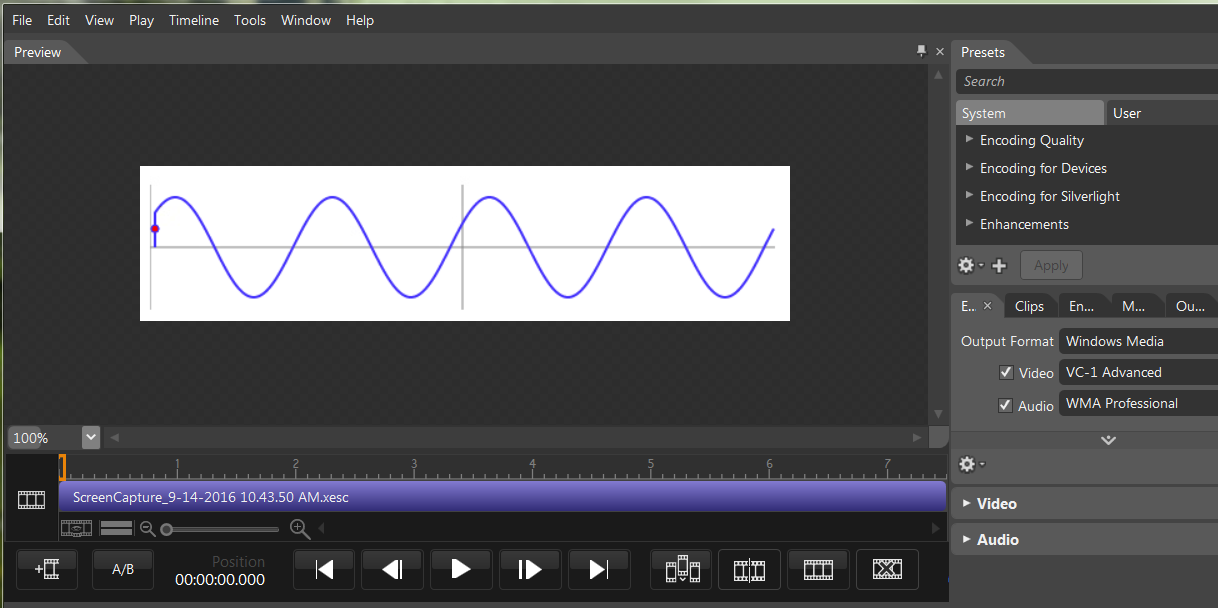 File Edit View Play Timeline Tools Window Help
Preview
Presets
Search
System User
Encoding Quality
Encoding for Devices
Encoding for Silverlight
Enhancements
Apply
E... Clips En... M... Ou...
Output Format Windows Media
Video VC-1 Advanced
Audio WMA Professional
100%
1 2 3 4 5 6 7
ScreenCapture_9-14-2016 10.43.50 AM.xesc
Video
Audio
A/B
Position
00:00:00.000